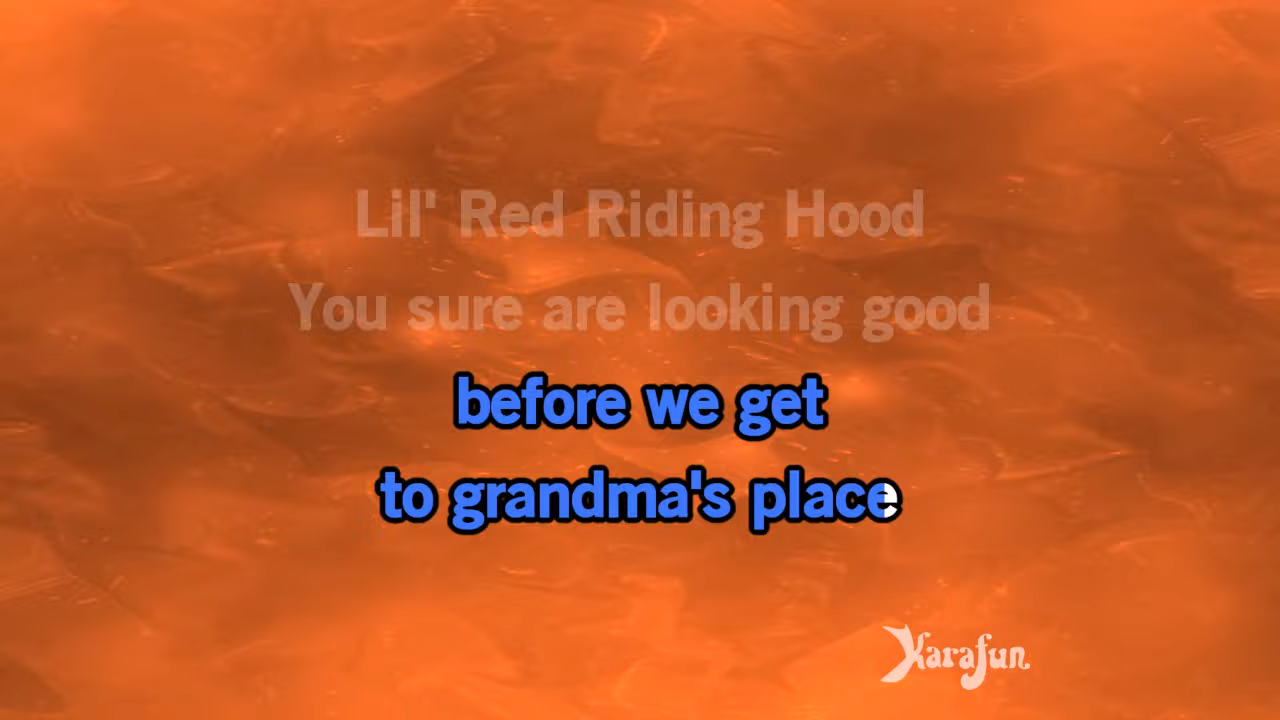 Lil' Red Riding Hood
You sure are looking good
before we get
to grandma's place
Karafun